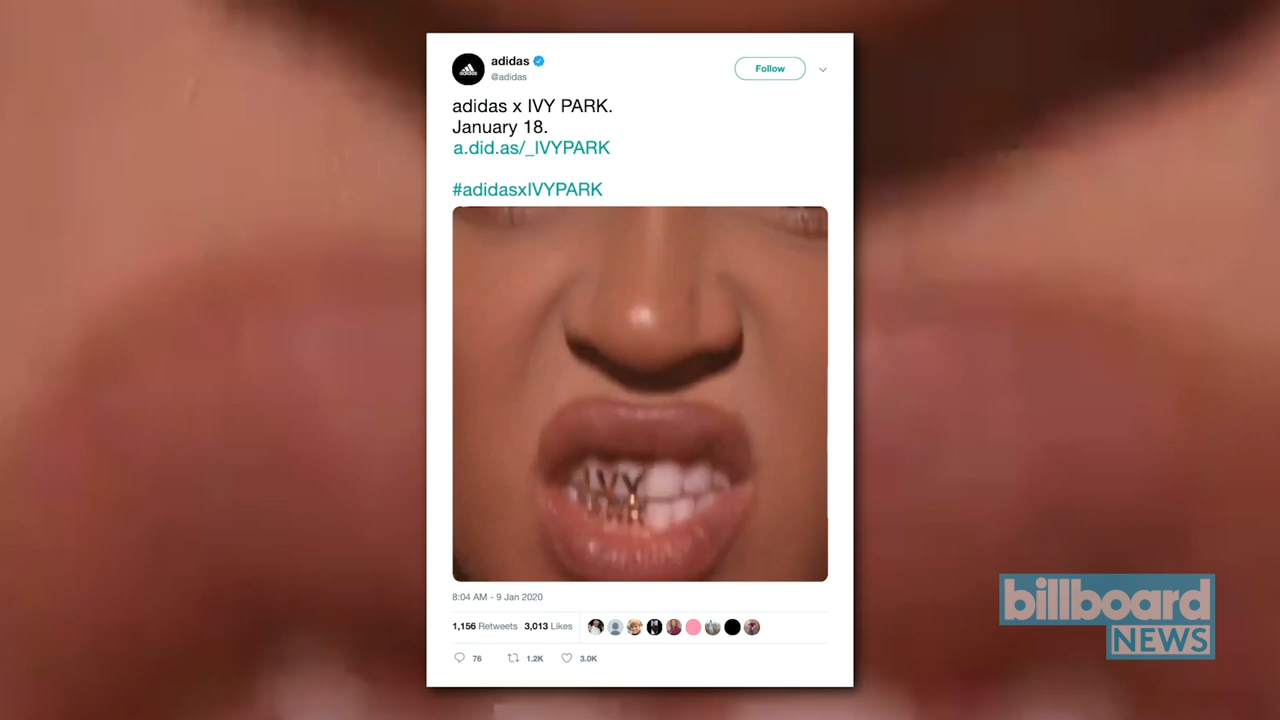 adidas
@adidas
Follow
adidas x IVY PARK.
January 18.
a.did.as/_IVYPARK
#adidasxIVYPARK
IVY
PARK
8:04 AM - 9 Jan 2020
1,156 Retweets 3,013 Likes
76 1.2K 3.0K
billboard
NEWS